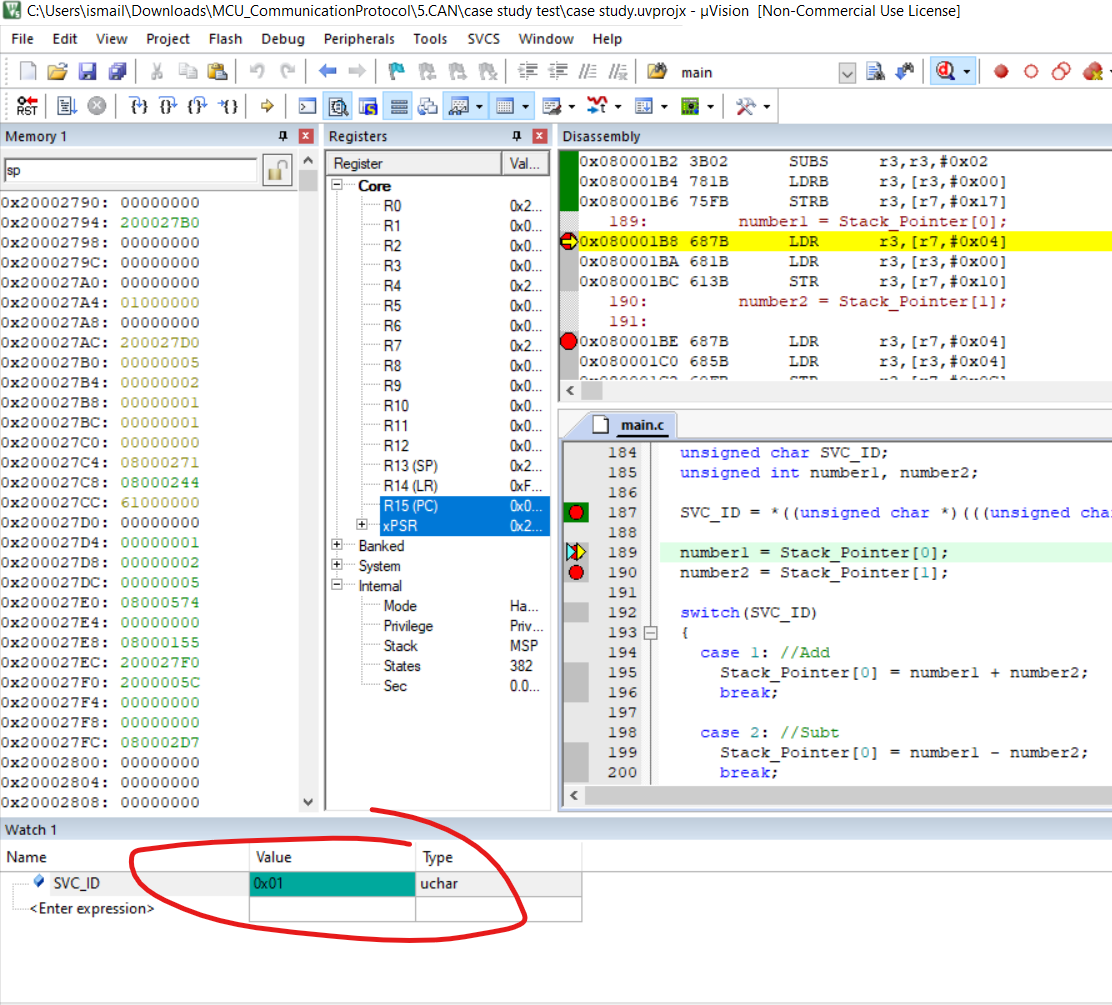 C:\Users\ismail\Downloads\MCU_CommunicationProtocol\5.CAN\case study test\case study.uvprojx - µVision [Non-Commercial Use License]
File Edit View Project Flash Debug Peripherals Tools SVCS Window Help
main
RST
Memory 1
sp
0x20002790: 00000000
0x20002794: 200027B0
0x20002798: 00000000
0x2000279C: 00000000
0x200027A0: 00000000
0x200027A4: 01000000
0x200027A8: 00000000
0x200027AC: 200027D0
0x200027B0: 00000005
0x200027B4: 00000002
0x200027B8: 00000001
0x200027BC: 00000001
0x200027C0: 00000000
0x200027C4: 08000271
0x200027C8: 08000244
0x200027CC: 61000000
0x200027D0: 00000000
0x200027D4: 00000001
0x200027D8: 00000002
0x200027DC: 00000005
0x200027E0: 08000574
0x200027E4: 00000000
0x200027E8: 08000155
0x200027EC: 200027F0
0x200027F0: 2000005C
0x200027F4: 00000000
0x200027F8: 00000000
0x200027FC: 080002D7
0x20002800: 00000000
0x20002804: 00000000
0x20002808: 00000000
Registers
Register Val...
Core
R0 0x2...
R1 0x0...
R2 0x0...
R3 0x0...
R4 0x2...
R5 0x0...
R6 0x0...
R7 0x2...
R8 0x0...
R9 0x0...
R10 0x0...
R11 0x0...
R12 0x0...
R13 (SP) 0x2...
R14 (LR) 0xF...
R15 (PC) 0x0...
xPSR 0x2...
Banked
System
Internal
Mode Ha...
Privilege Priv...
Stack MSP
States 382
Sec 0.0...
Disassembly
0x080001B2 3B02 SUBS r3,r3,#0x02
0x080001B4 781B LDRB r3,[r3,#0x00]
0x080001B6 75FB STRB r3,[r7,#0x17]
189: number1 = Stack_Pointer[0];
0x080001B8 687B LDR r3,[r7,#0x04]
0x080001BA 681B LDR r3,[r3,#0x00]
0x080001BC 613B STR r3,[r7,#0x10]
190: number2 = Stack_Pointer[1];
191:
0x080001BE 687B LDR r3,[r7,#0x04]
0x080001C0 685B LDR r3,[r3,#0x04]
main.c
184 unsigned char SVC_ID;
185 unsigned int number1, number2;
186
187 SVC_ID = *((unsigned char *)(((unsigned cha
188
189 number1 = Stack_Pointer[0];
190 number2 = Stack_Pointer[1];
191
192 switch(SVC_ID)
193 {
194 case 1: //Add
195 Stack_Pointer[0] = number1 + number2;
196 break;
197
198 case 2: //Subt
199 Stack_Pointer[0] = number1 - number2;
200 break;
Watch 1
Name Value Type
SVC_ID 0x01 uchar
<Enter expression>